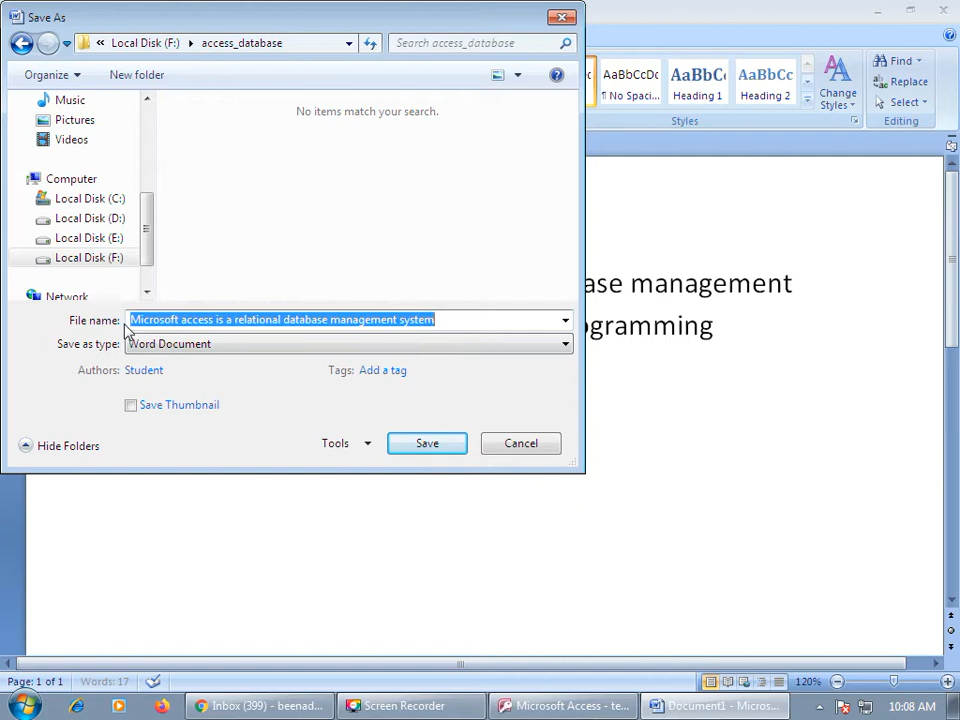 Save As
« Local Disk (F:) access_database
Search access_database
Organize
New folder
Music
Pictures
Videos
Computer
Local Disk (C:)
Local Disk (D:)
Local Disk (E:)
Local Disk (F:)
Network
No items match your search.
File name: Microsoft access is a relational database management system
Save as type: Word Document
Authors: Student
Tags: Add a tag
Save Thumbnail
Hide Folders
Tools
Save
Cancel
AaBbCcDc
¶ No Spaci...
AaBbC
Heading 1
AaBbCc
Heading 2
Change Styles
Styles
Find
Replace
Select
Editing
ase management
ogramming
Page: 1 of 1
Words: 17
120%
Inbox (399) - beenad...
Screen Recorder
Microsoft Access - te...
Document1 - Micros...
10:08 AM